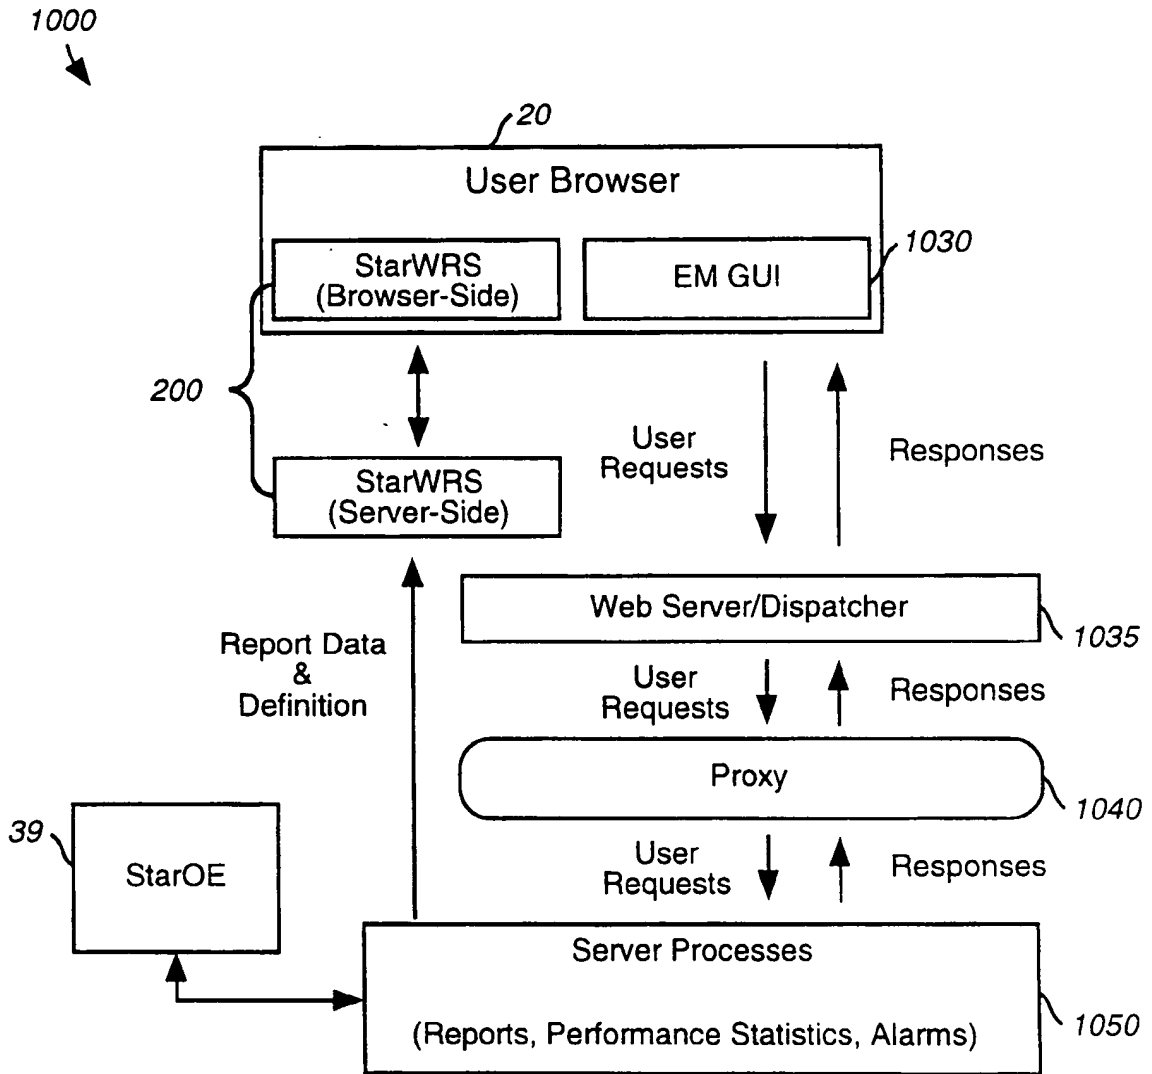 1000
20
User Browser
1030
StarWRS
(Browser-Side)
EM GUI
200
User
Requests
Responses
StarWRS
(Server-Side)
Web Server/Dispatcher
1035
Report Data
&
Definition
User
Requests
Responses
Proxy
1040
39
StarOE
User
Requests
Responses
Server Processes
(Reports, Performance Statistics, Alarms)
1050